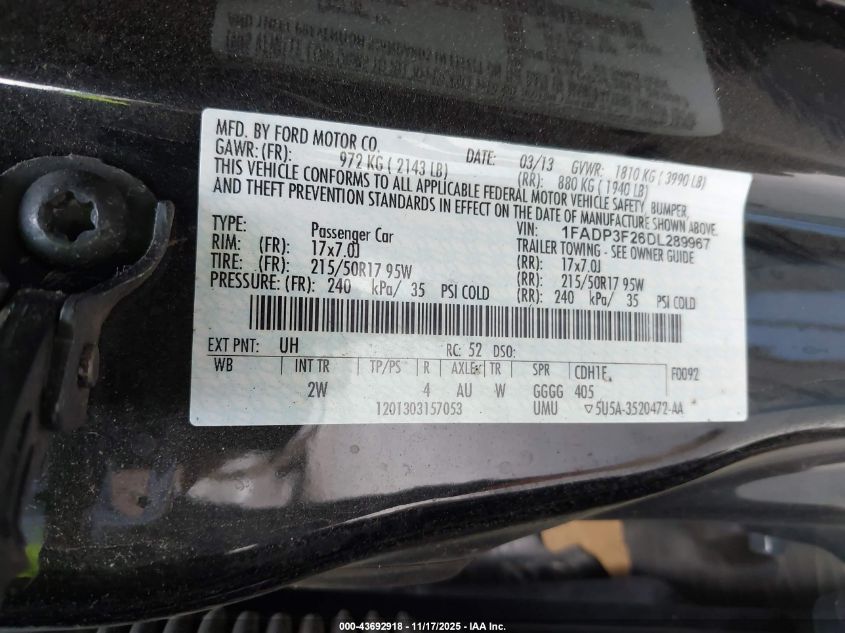 MFD. BY FORD MOTOR CO. DATE: 03/13 GVWR: 1810 KG ( 3990 LB)
GAWR: (FR): 972 KG ( 2143 LB) (RR): 880 KG ( 1940 LB)
THIS VEHICLE CONFORMS TO ALL APPLICABLE FEDERAL MOTOR VEHICLE SAFETY, BUMPER,
AND THEFT PREVENTION STANDARDS IN EFFECT ON THE DATE OF MANUFACTURE SHOWN ABOVE.
VIN: 1FADP3F26DL289967
TYPE: Passenger Car TRAILER TOWING - SEE OWNER GUIDE
RIM: (FR): 17x7.0J (RR): 17x7.0J
TIRE: (FR): 215/50R17 95W (RR): 215/50R17 95W
PRESSURE: (FR): 240 kPa/ 35 PSI COLD (RR): 240 kPa/ 35 PSI COLD
EXT PNT: UH RC: 52 DSO:
WB INT TR TP/PS R AXLE TR SPR CDH1E F0092
2W 4 AU W GGGG 405
1201303157053 UMU ▽5U5A-3520472-AA
000-43692918 - 11/17/2025 - IAA Inc.